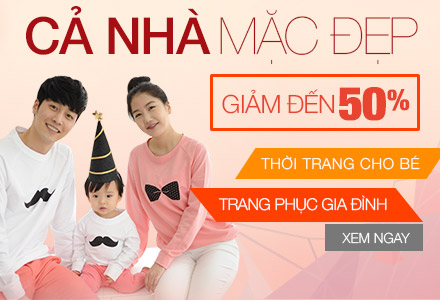 CẢ NHÀ MẶC ĐẸP
GIẢM ĐẾN 50%
THỜI TRANG CHO BÉ
TRANG PHỤC GIA ĐÌNH
XEM NGAY